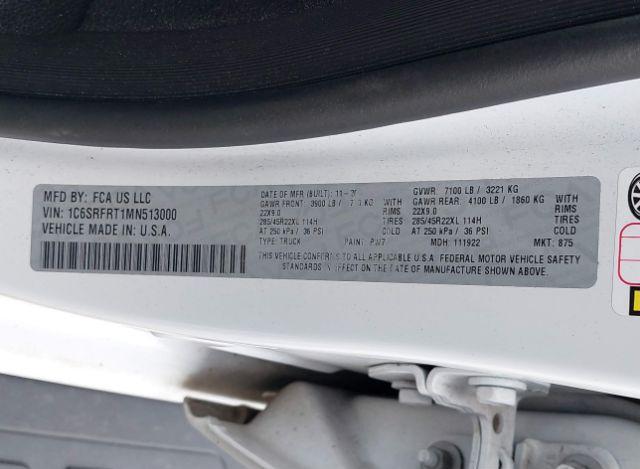 MFD BY: FCA US LLC
VIN: 1C6SRFRT1MN513000
VEHICLE MADE IN: U.S.A.
DATE OF MFR (BUILT): 11-20 GVWR: 7100 LB / 3221 KG
GAWR FRONT: 3900 LB / KG WITH GAWR REAR: 4100 LB / 1860 KG WITH
22X9.0 TIRES 22X9.0 TIRES
285/45R22XL 114H 285/45R22XL 114H
AT 250 kPa / 36 PSI COLD AT 250 kPa / 36 PSI COLD
TYPE: TRUCK PAINT: PW7 MDH: 111922 MKT: 875
THIS VEHICLE CONFORMS TO ALL APPLICABLE U.S.A. FEDERAL MOTOR VEHICLE SAFETY
STANDARDS IN EFFECT ON THE DATE OF MANUFACTURE SHOWN ABOVE.